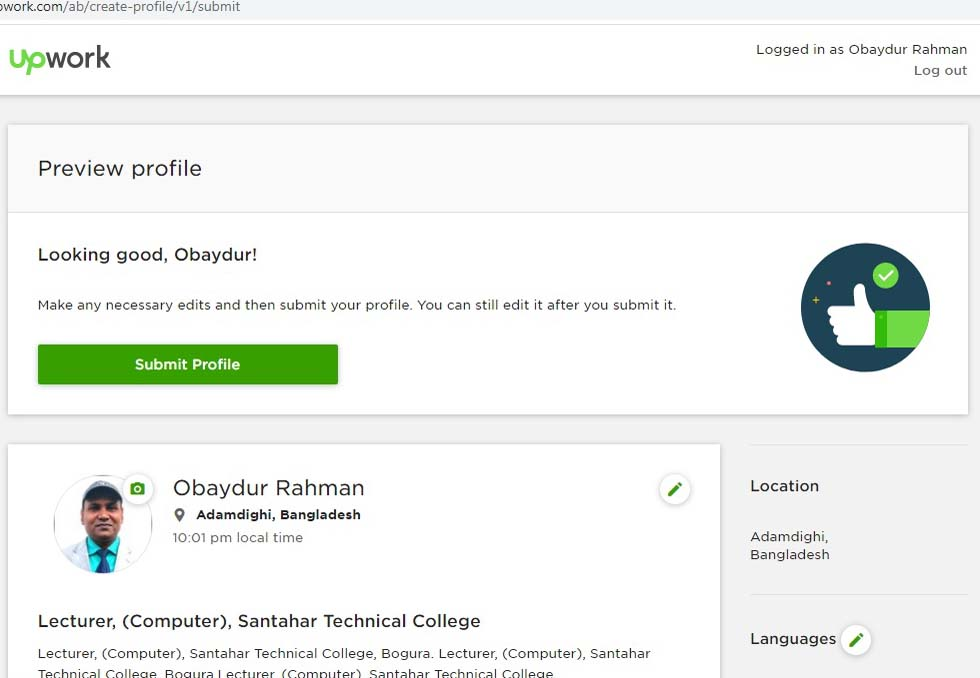 pwork.com/ab/create-profile/v1/submit
upwork
Logged in as Obaydur Rahman
Log out
Preview profile
Looking good, Obaydur!
Make any necessary edits and then submit your profile. You can still edit it after you submit it.
Submit Profile
Obaydur Rahman
Adamdighi, Bangladesh
10:01 pm local time
Lecturer, (Computer), Santahar Technical College
Lecturer, (Computer), Santahar Technical College, Bogura. Lecturer, (Computer), Santahar
Technical College, Bogura Lecturer, (Computer), Santahar Technical College
Location
Adamdighi,
Bangladesh
Languages